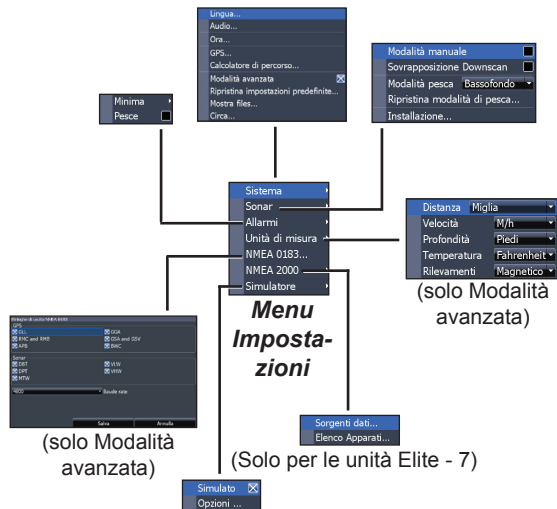 Lingua...
Audio...
Ora...
GPS...
Calcolatore di percorso...
Modalità avanzata
Ripristina impostazioni predefinite...
Mostra files...
Circa...
Modalità manuale
Sovrapposizione Downscan
Modalità pesca Bassofondo
Ripristina modalità di pesca...
Installazione...
Minima
Pesce
Sistema
Sonar
Allarmi
Unità di misura
NMEA 0183...
NMEA 2000
Simulatore
Menu
Imposta-
zioni
Distanza Miglia
Velocità M/h
Profondità Piedi
Temperatura Fahrenheit
Rilevamenti Magnetico
(solo Modalità
avanzata)
GPS
GLL GGA
RMC and RMB GSA and GSV
APB BWC
Sonar
DBT VLW
DPT VHW
MTW
4800 Baude rate
Salva Annulla
(solo Modalità
avanzata)
Sorgenti dati...
Elenco Apparati...
(Solo per le unità Elite - 7)
Simulato
Opzioni ...